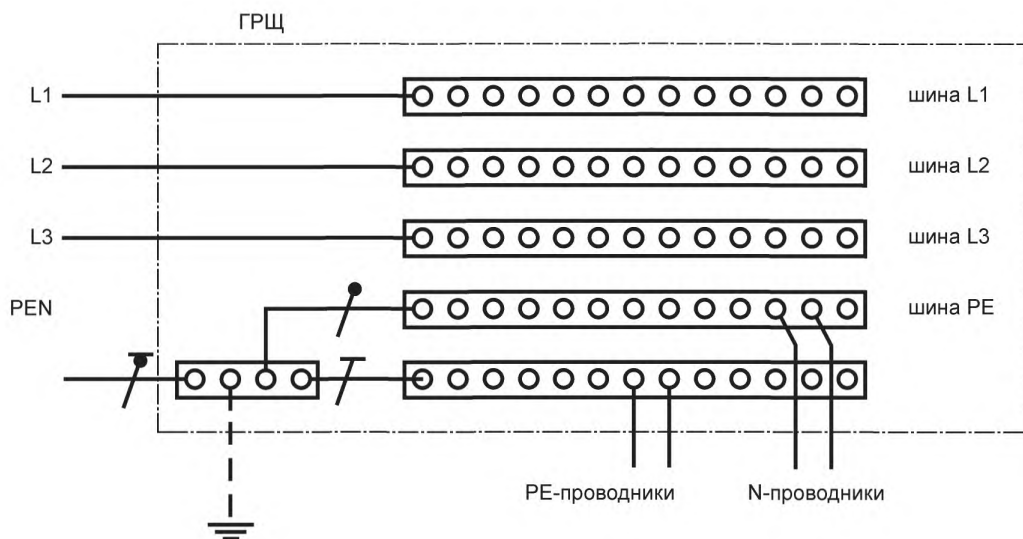 ГРЩ
L1
шина L1
L2
шина L2
L3
шина L3
PEN
шина PE
PE-проводники
N-проводники